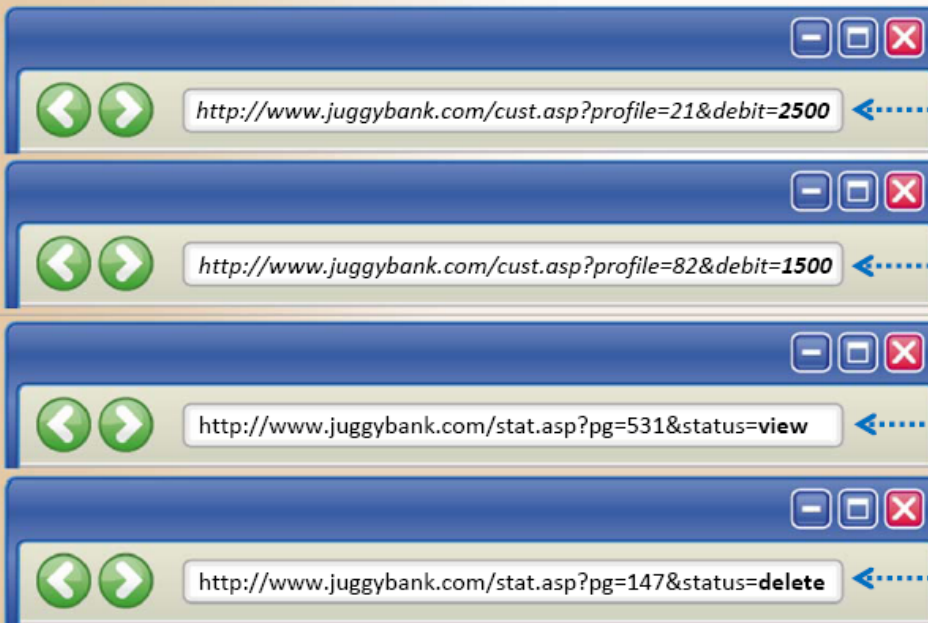 http://www.juggybank.com/cust.asp?profile=21&debit=2500
http://www.juggybank.com/cust.asp?profile=82&debit=1500
http://www.juggybank.com/stat.asp?pg=531&status=view
http://www.juggybank.com/stat.asp?pg=147&status=delete